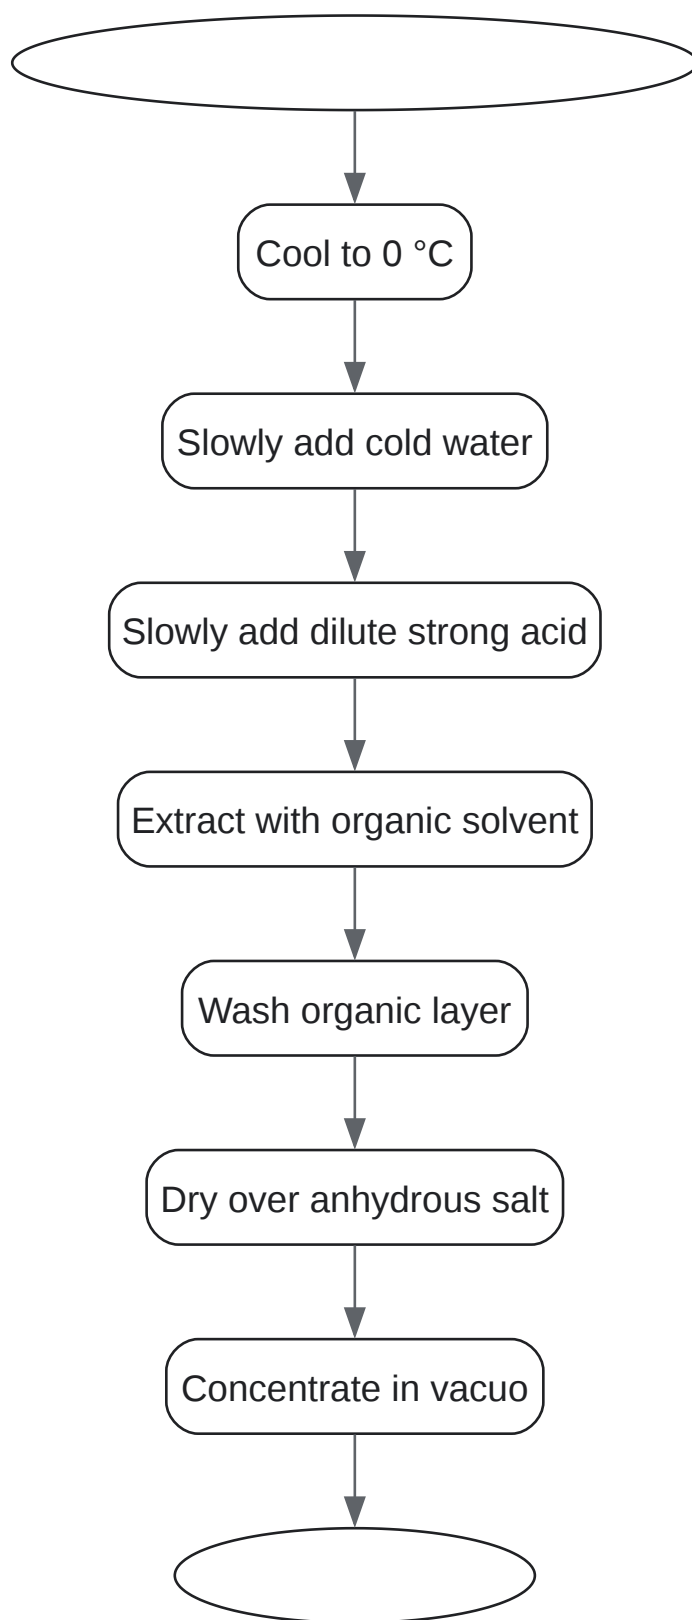 Cool to 0 °C
Slowly add cold water
Slowly add dilute strong acid
Extract with organic solvent
Wash organic layer
Dry over anhydrous salt
Concentrate in vacuo